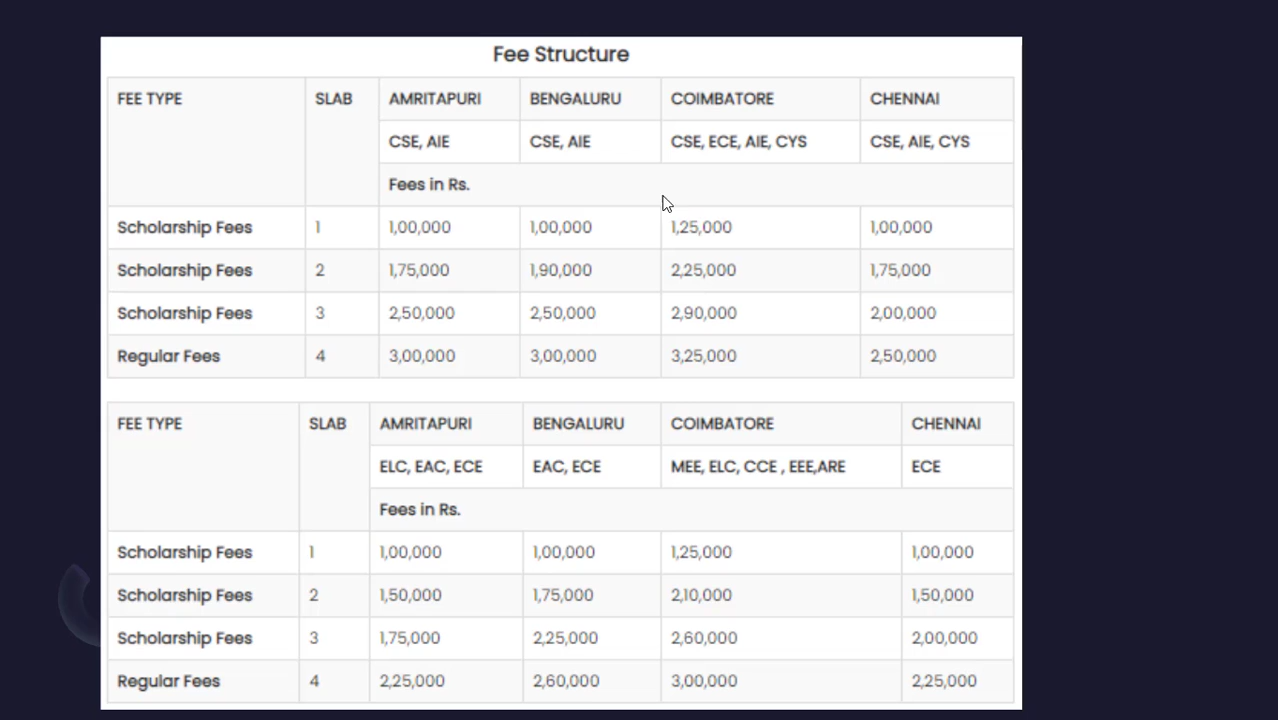 Fee Structure
FEE TYPE SLAB AMRITAPURI BENGALURU COIMBATORE CHENNAI
CSE, AIE CSE, AIE CSE, ECE, AIE, CYS CSE, AIE, CYS
Fees in Rs.
Scholarship Fees 1 1,00,000 1,00,000 1,25,000 1,00,000
Scholarship Fees 2 1,75,000 1,90,000 2,25,000 1,75,000
Scholarship Fees 3 2,50,000 2,50,000 2,90,000 2,00,000
Regular Fees 4 3,00,000 3,00,000 3,25,000 2,50,000
FEE TYPE SLAB AMRITAPURI BENGALURU COIMBATORE CHENNAI
ELC, EAC, ECE EAC, ECE MEE, ELC, CCE , EEE,ARE ECE
Fees in Rs.
Scholarship Fees 1 1,00,000 1,00,000 1,25,000 1,00,000
Scholarship Fees 2 1,50,000 1,75,000 2,10,000 1,50,000
Scholarship Fees 3 1,75,000 2,25,000 2,60,000 2,00,000
Regular Fees 4 2,25,000 2,60,000 3,00,000 2,25,000